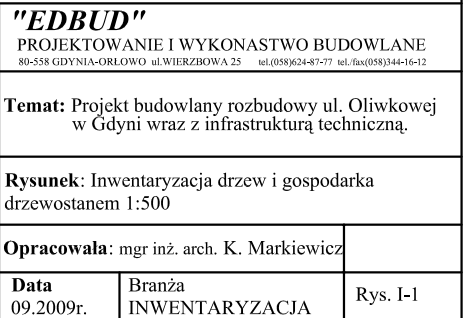 "EDBUD"
PROJEKTOWANIE I WYKONASTWO BUDOWLANE
80-558 GDYNIA-ORŁOWO ul.WIERZBOWA 25 tel.(058)624-87-77 tel./fax(058)344-16-12
Temat: Projekt budowlany rozbudowy ul. Oliwkowej
w Gdyni wraz z infrastrukturą techniczną.
Rysunek: Inwentaryzacja drzew i gospodarka
drzewostanem 1:500
Opracowała: mgr inż. arch. K. Markiewicz
Data
09.2009r.
Branża
INWENTARYZACJA
Rys. I-1